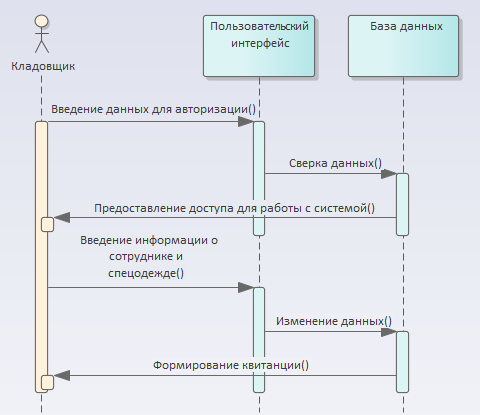 Пользовательский
интерфейс
База данных
Кладовщик
Введение данных для авторизации()
Сверка данных()
Предоставление доступа для работы с системой()
Введение информации о
сотруднике и
спецодежде()
Изменение данных()
Формирование квитанции()